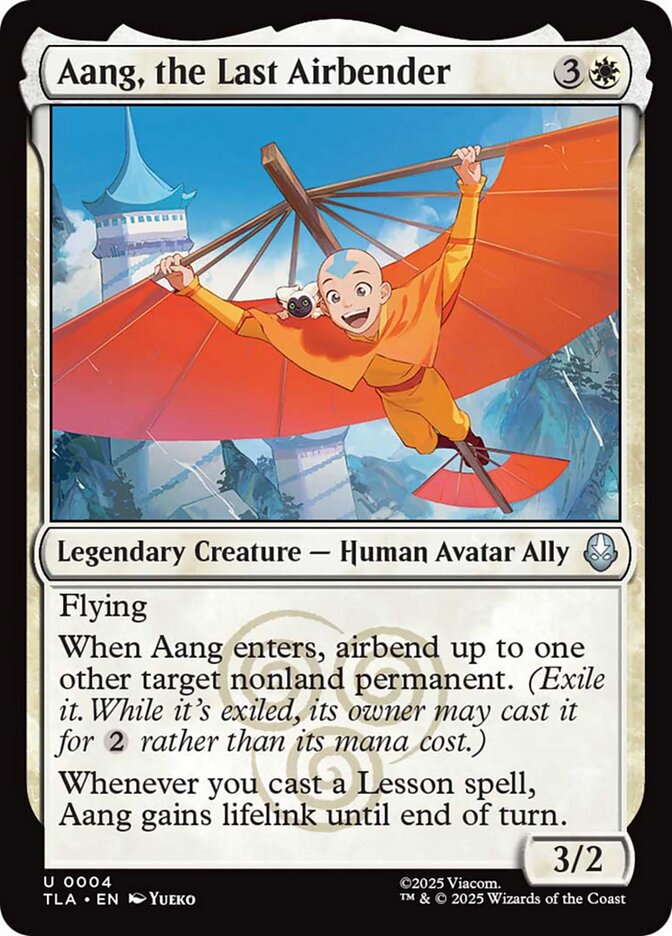 Aang, the Last Airbender 3
Legendary Creature — Human Avatar Ally
Flying
When Aang enters, airbend up to one
other target nonland permanent. (Exile
it. While it's exiled, its owner may cast it
for 2 rather than its mana cost.)
Whenever you cast a Lesson spell,
Aang gains lifelink until end of turn.
3/2
U 0004
TLA • EN Yueko
©2025 Viacom.
™ & © 2025 Wizards of the Coast